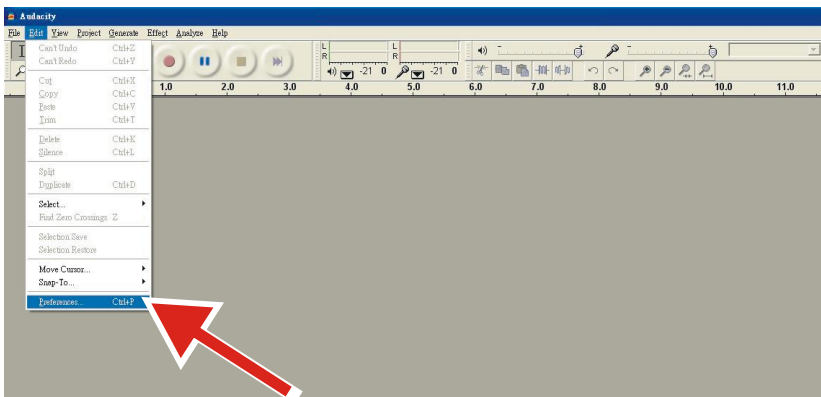 Audacity
File Edit View Project Generate Effect Analyze Help
Can't Undo Ctrl+Z
Can't Redo Ctrl+Y
Cut Ctrl+X
Copy Ctrl+C
Paste Ctrl+V
Trim Ctrl+T
Delete Ctrl+K
Silence Ctrl+L
Split
Duplicate Ctrl+D
Select...
Find Zero Crossings Z
Selection Save
Selection Restore
Move Cursor...
Snap-To...
Preferences... Ctrl+P
L L
R R
-21 0 -21 0
1.0 2.0 3.0 4.0 5.0 6.0 7.0 8.0 9.0 10.0 11.0